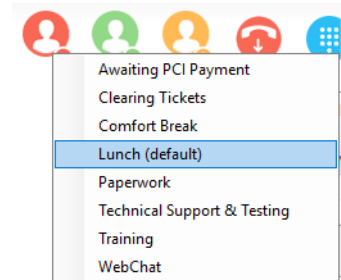 Awaiting PCI Payment
Clearing Tickets
Comfort Break
Lunch (default)
Paperwork
Technical Support & Testing
Training
WebChat